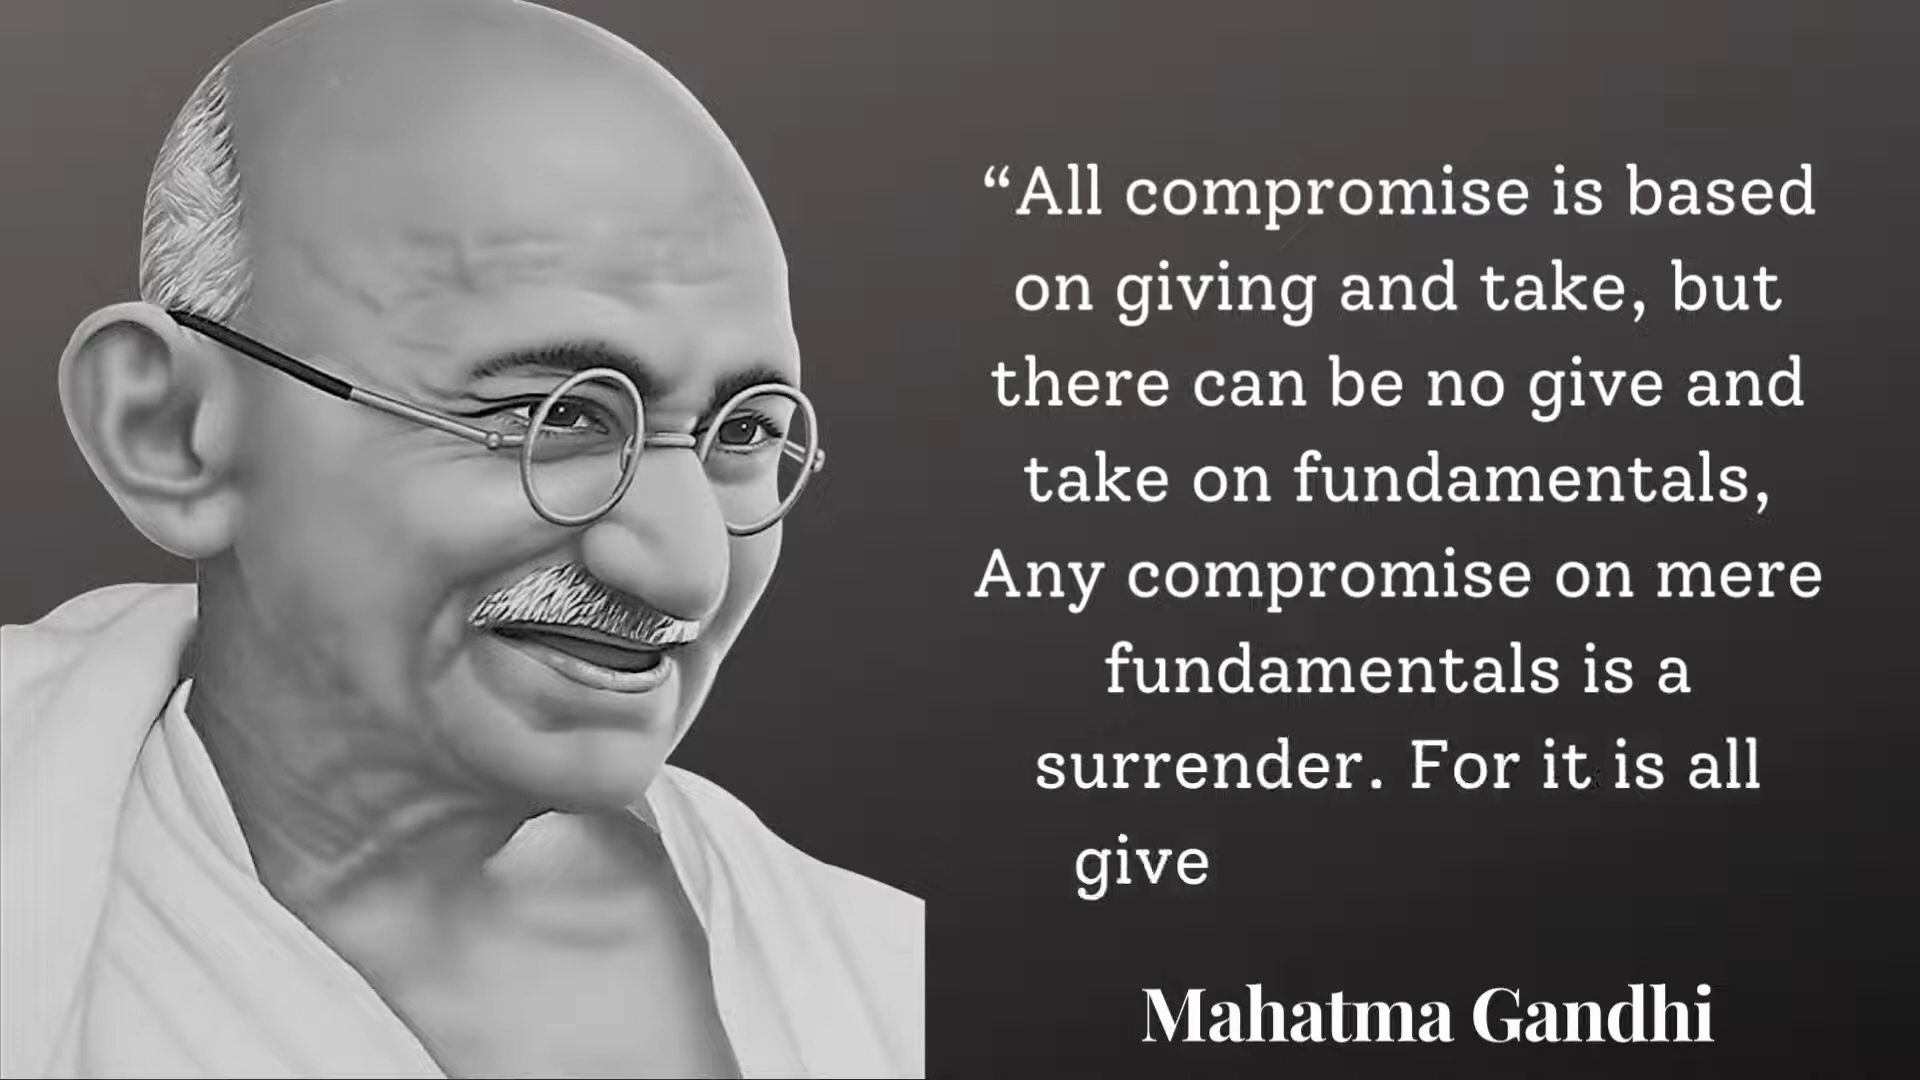 “All compromise is based
on giving and take, but
there can be no give and
take on fundamentals,
Any compromise on mere
fundamentals is a
surrender. For it is all
give
Mahatma Gandhi